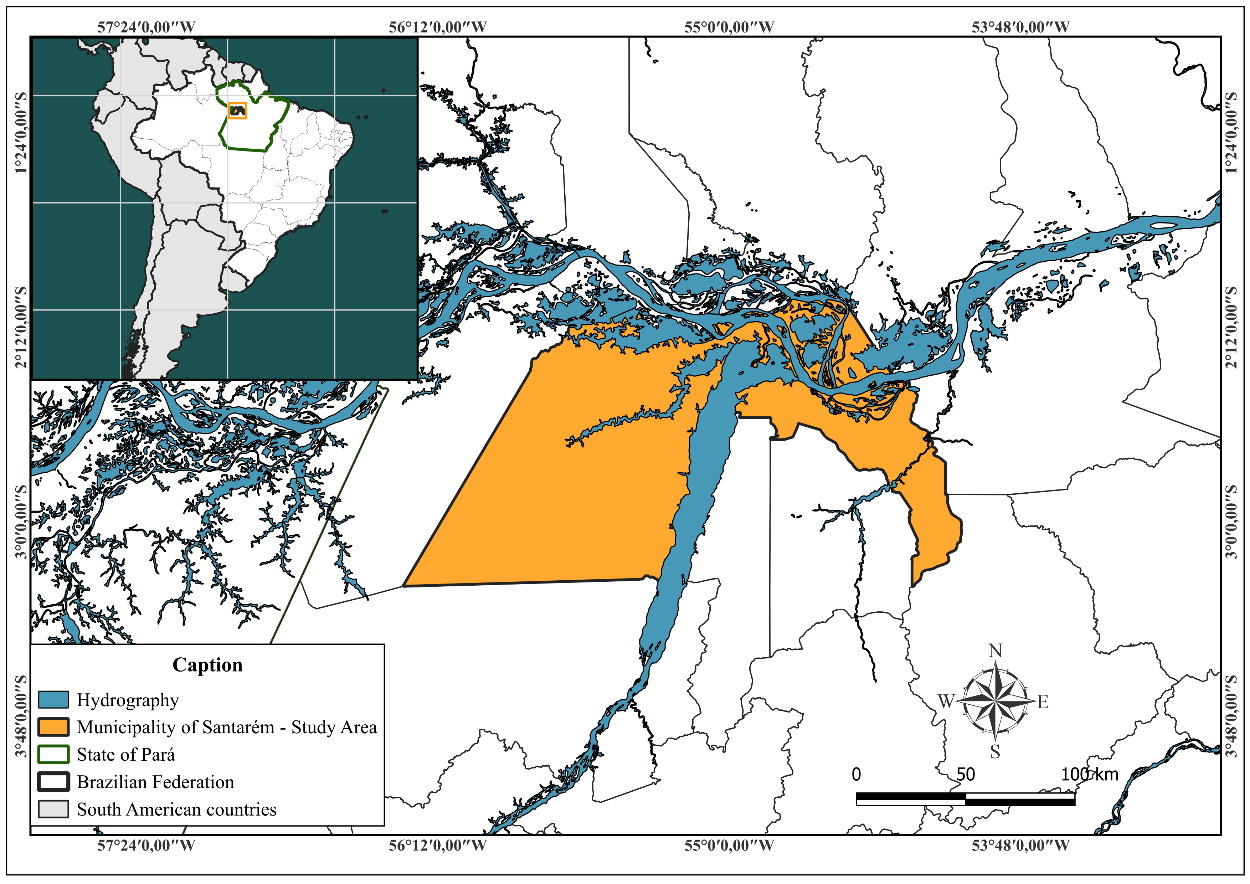 57°24'0,00"W 56°12'0,00"W 55°0'0,00"W 53°48'0,00"W
1°24'0,00"S
1°24'0,00"S
2°12'0,00"S
2°12'0,00"S
3°0'0,00"S
3°0'0,00"S
3°48'0,00"S
3°48'0,00"S
Caption
Hydrography
Municipality of Santarém - Study Area
State of Pará
Brazilian Federation
South American countries
N
W E
S
0 50 100 km
57°24'0,00"W 56°12'0,00"W 55°0'0,00"W 53°48'0,00"W